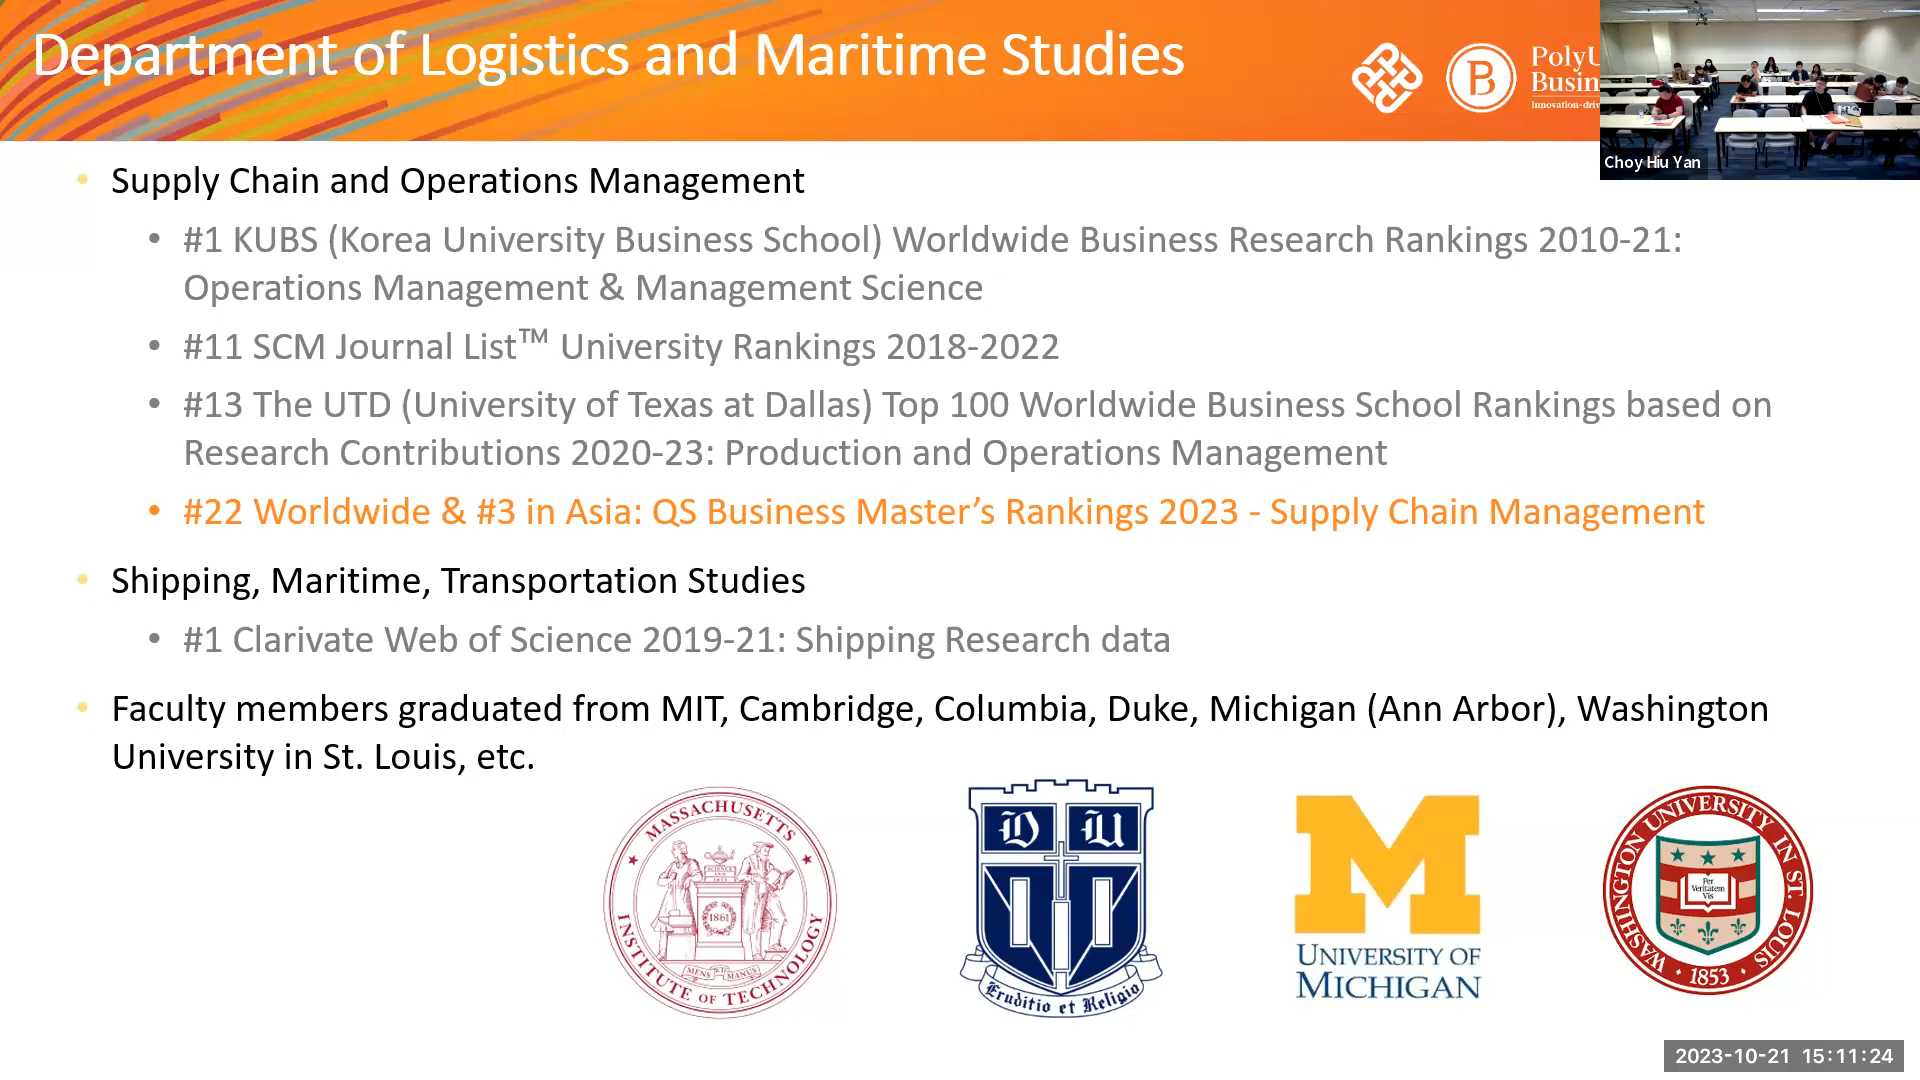 Department of Logistics and Maritime Studies
B
PolyU
Busin
Innovation-driv
Choy Hiu Yan
• Supply Chain and Operations Management
• #1 KUBS (Korea University Business School) Worldwide Business Research Rankings 2010-21:
Operations Management & Management Science
• #11 SCM Journal List™ University Rankings 2018-2022
• #13 The UTD (University of Texas at Dallas) Top 100 Worldwide Business School Rankings based on
Research Contributions 2020-23: Production and Operations Management
• #22 Worldwide & #3 in Asia: QS Business Master’s Rankings 2023 - Supply Chain Management
• Shipping, Maritime, Transportation Studies
• #1 Clarivate Web of Science 2019-21: Shipping Research data
• Faculty members graduated from MIT, Cambridge, Columbia, Duke, Michigan (Ann Arbor), Washington
University in St. Louis, etc.
MASSACHUSETTS
INSTITUTE OF TECHNOLOGY
SCIENCE
AND
ARTS
1861
MENS ET MANUS
D U
Eruditio et Religio
M
UNIVERSITY OF
MICHIGAN
WASHINGTON UNIVERSITY IN ST. LOUIS
Per
Veritatem
Vis
· 1853 ·
2023-10-21 15:11:24